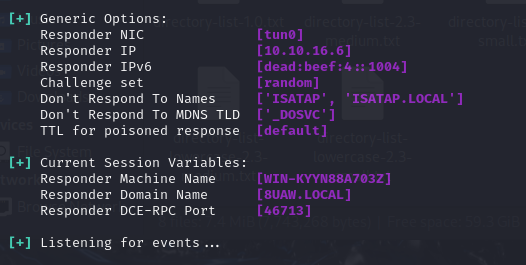 [+] Generic Options:
Responder NIC [tun0]
Responder IP [10.10.16.6]
Responder IPv6 [dead:beef:4::1004]
Challenge set [random]
Don't Respond To Names ['ISATAP', 'ISATAP.LOCAL']
Don't Respond To MDNS TLD ['_DOSVC']
TTL for poisoned response [default]
[+] Current Session Variables:
Responder Machine Name [WIN-KYYN88A703Z]
Responder Domain Name [8UAW.LOCAL]
Responder DCE-RPC Port [46713]
[+] Listening for events...